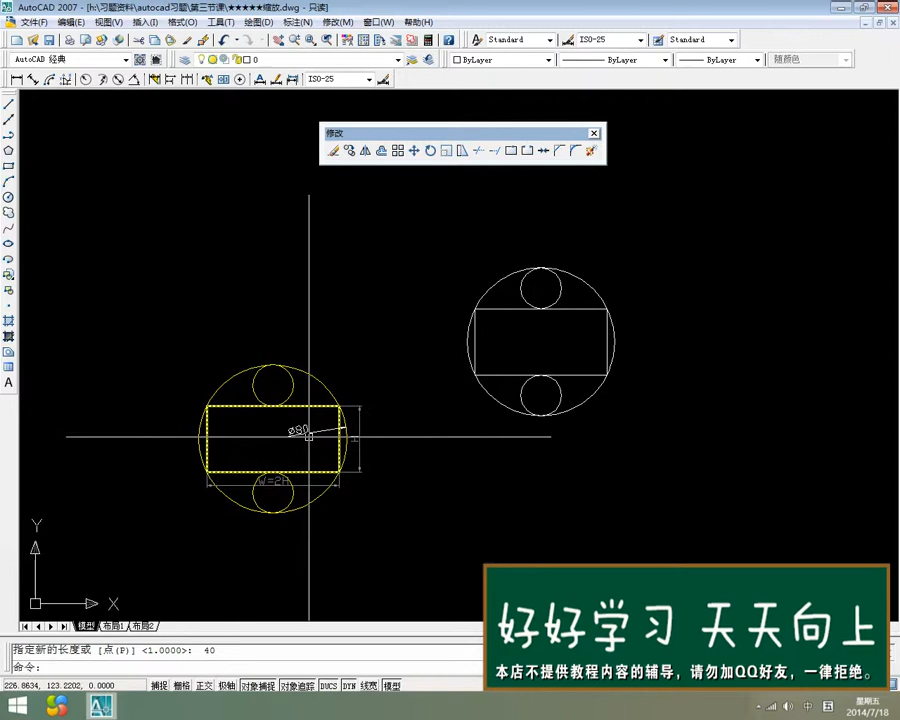 AutoCAD 2007 - [h:\习题资料\autocad习题\第三节课\★★★★★缩放.dwg - 只读]
文件(F) 编辑(E) 视图(V) 插入(I) 格式(O) 工具(T) 绘图(D) 标注(N) 修改(M) 窗口(W) 帮助(H)
Standard ISO-25 Standard
AutoCAD 经典 0 ByLayer ByLayer ByLayer 随颜色
ISO-25
修改
Ø80
H
W=2H
Y
X
模型 布局1 布局2
指定新的长度或 [点(P)] <1.0000>: 40
命令:
226.8634, 123.2202, 0.0000 捕捉 栅格 正交 极轴 对象捕捉 对象追踪 DUCS DYN 线宽 模型
好好学习 天天向上
本店不提供教程内容的辅导，请勿加QQ好友，一律拒绝。
中 五
星期五
2014/7/18